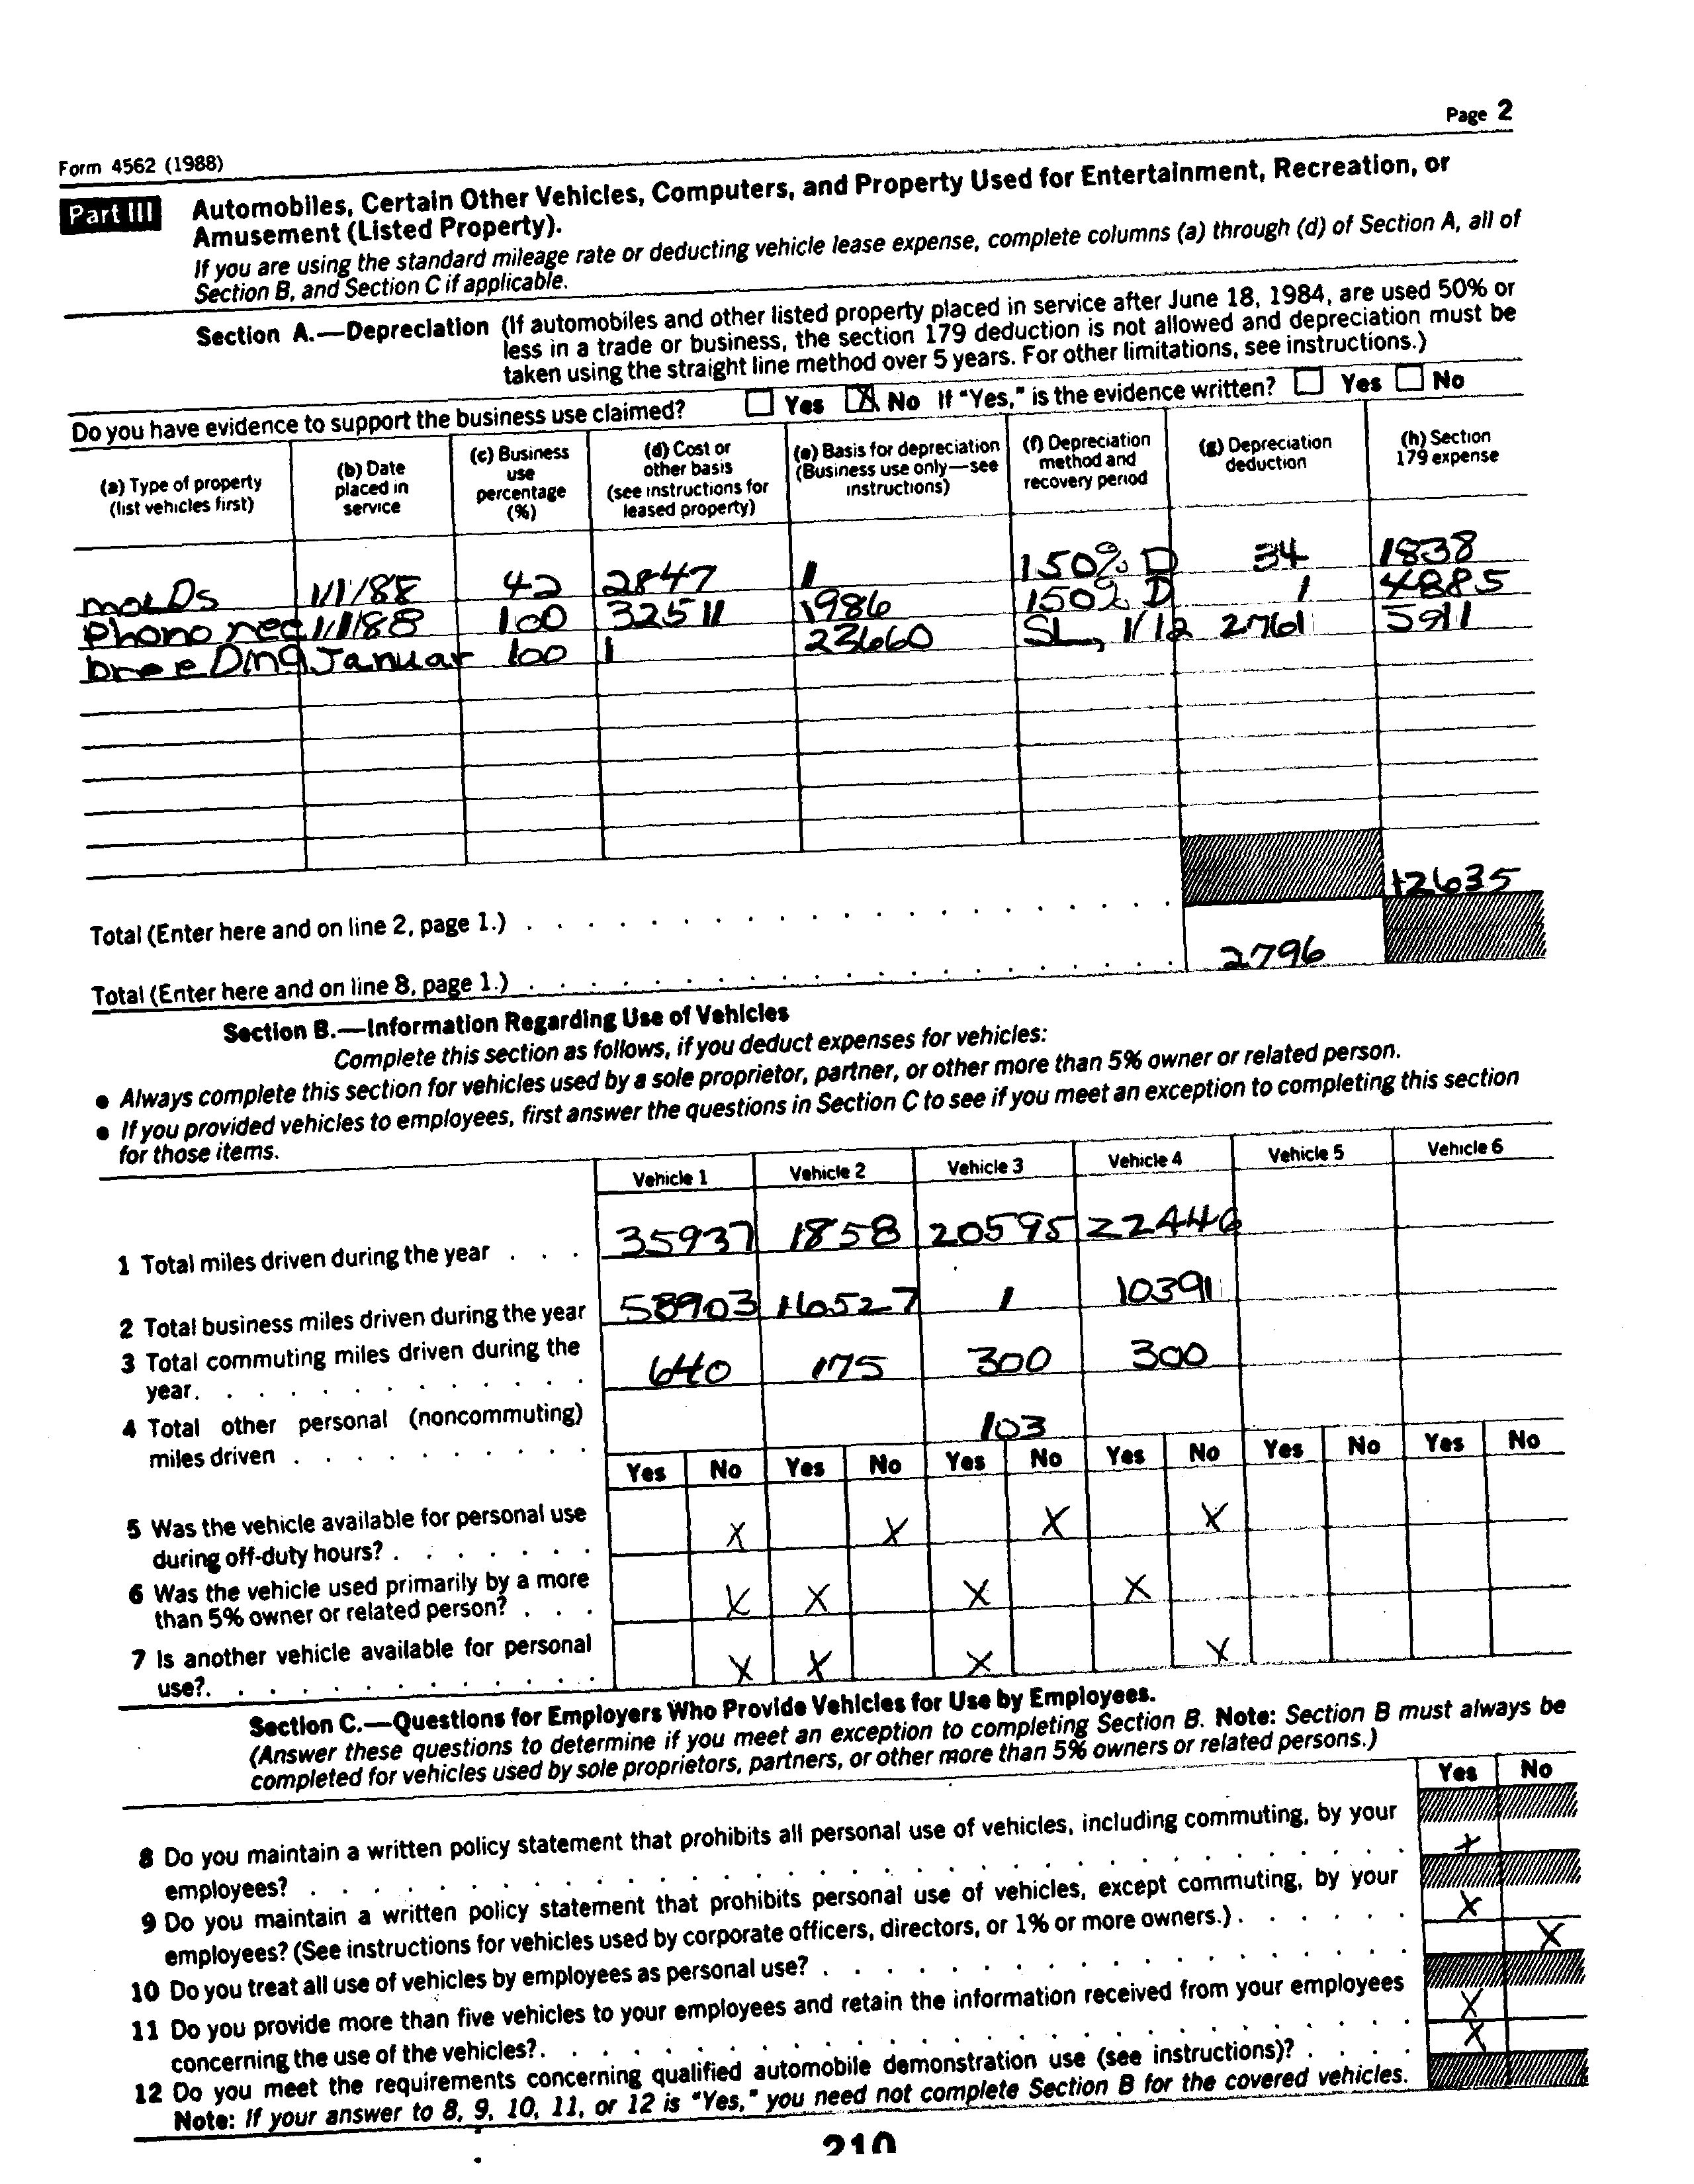 Page 2
Form 4562 (1988)
Part III Automobiles, Certain Other Vehicles, Computers, and Property Used for Entertainment, Recreation, or
Amusement (Listed Property).
If you are using the standard mileage rate or deducting vehicle lease expense, complete columns (a) through (d) of Section A, all of
Section B, and Section C if applicable.
Section A.—Depreciation (If automobiles and other listed property placed in service after June 18, 1984, are used 50% or
less in a trade or business, the section 179 deduction is not allowed and depreciation must be
taken using the straight line method over 5 years. For other limitations, see instructions.)
Do you have evidence to support the business use claimed? Yes X No If "Yes," is the evidence written? Yes No
(a) Type of property
(list vehicles first)
(b) Date
placed in
service
(c) Business
use
percentage
(%)
(d) Cost or
other basis
(see instructions for
leased property)
(e) Basis for depreciation
(Business use only—see
instructions)
(f) Depreciation
method and
recovery period
(g) Depreciation
deduction
(h) Section
179 expense
moLDs 1/1/88 42 2847 1 150% D 34 1838
Phono rec 1/1/88 100 32511 1986 150% D 1 4885
breeDing Januar 100 1 23660 SL, 1/12 2761 5911
12635
Total (Enter here and on line 2, page 1.)
2796
Total (Enter here and on line 8, page 1.)
Section B.—Information Regarding Use of Vehicles
Complete this section as follows, if you deduct expenses for vehicles:
● Always complete this section for vehicles used by a sole proprietor, partner, or other more than 5% owner or related person.
● If you provided vehicles to employees, first answer the questions in Section C to see if you meet an exception to completing this section
for those items.
Vehicle 1 Vehicle 2 Vehicle 3 Vehicle 4 Vehicle 5 Vehicle 6
1 Total miles driven during the year . . . 35937 1858 20595 22446
2 Total business miles driven during the year 58903 16527 1 10391
3 Total commuting miles driven during the
year. 640 175 300 300
4 Total other personal (noncommuting)
miles driven 103
Yes No Yes No Yes No Yes No Yes No Yes No
5 Was the vehicle available for personal use
during off-duty hours? X X X X
6 Was the vehicle used primarily by a more
than 5% owner or related person? X X X X
7 Is another vehicle available for personal
use?. X X X X
Section C.—Questions for Employers Who Provide Vehicles for Use by Employees.
(Answer these questions to determine if you meet an exception to completing Section B. Note: Section B must always be
completed for vehicles used by sole proprietors, partners, or other more than 5% owners or related persons.)
Yes No
8 Do you maintain a written policy statement that prohibits all personal use of vehicles, including commuting, by your
employees? X
9 Do you maintain a written policy statement that prohibits personal use of vehicles, except commuting, by your
employees? (See instructions for vehicles used by corporate officers, directors, or 1% or more owners.) X
10 Do you treat all use of vehicles by employees as personal use? X
11 Do you provide more than five vehicles to your employees and retain the information received from your employees
concerning the use of the vehicles?. X
12 Do you meet the requirements concerning qualified automobile demonstration use (see instructions)? X
Note: If your answer to 8, 9, 10, 11, or 12 is "Yes," you need not complete Section B for the covered vehicles.
210